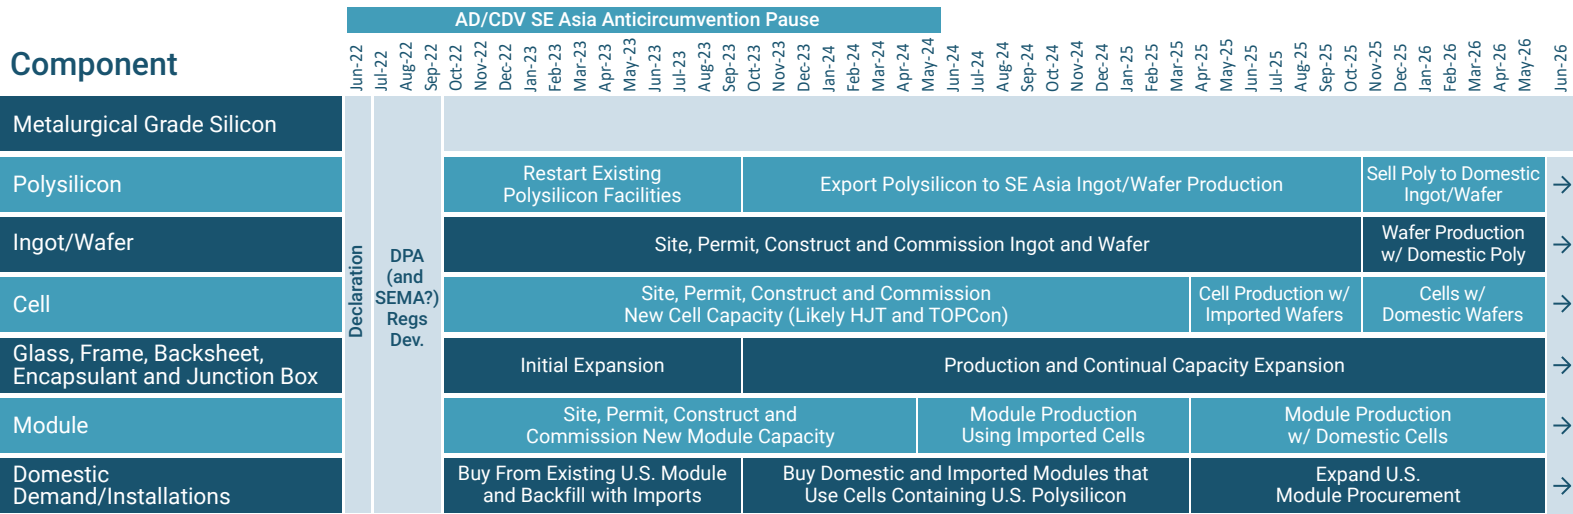 AD/CDV SE Asia Anticircumvention Pause
Component
Jun-22
Jul-22
Aug-22
Sep-22
Oct-22
Nov-22
Dec-22
Jan-23
Feb-23
Mar-23
Apr-23
May-23
Jun-23
Jul-23
Aug-23
Sep-23
Oct-23
Nov-23
Dec-23
Jan-24
Feb-24
Mar-24
Apr-24
May-24
Jun-24
Jul-24
Aug-24
Sep-24
Oct-24
Nov-24
Dec-24
Jan-25
Feb-25
Mar-25
Apr-25
May-25
Jun-25
Jul-25
Aug-25
Sep-25
Oct-25
Nov-25
Dec-25
Jan-26
Feb-26
Mar-26
Apr-26
May-26
Jun-26
Declaration
DPA
(and
SEMA?)
Regs
Dev.
Metalurgical Grade Silicon
Polysilicon
Restart Existing
Polysilicon Facilities
Export Polysilicon to SE Asia Ingot/Wafer Production
Sell Poly to Domestic
Ingot/Wafer
Ingot/Wafer
Site, Permit, Construct and Commission Ingot and Wafer
Wafer Production
w/ Domestic Poly
Cell
Site, Permit, Construct and Commission
New Cell Capacity (Likely HJT and TOPCon)
Cell Production w/
Imported Wafers
Cells w/
Domestic Wafers
Glass, Frame, Backsheet,
Encapsulant and Junction Box
Initial Expansion
Production and Continual Capacity Expansion
Module
Site, Permit, Construct and
Commission New Module Capacity
Module Production
Using Imported Cells
Module Production
w/ Domestic Cells
Domestic
Demand/Installations
Buy From Existing U.S. Module
and Backfill with Imports
Buy Domestic and Imported Modules that
Use Cells Containing U.S. Polysilicon
Expand U.S.
Module Procurement